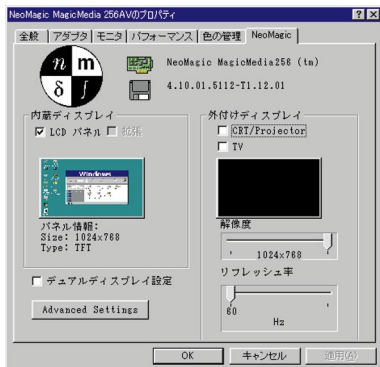 NeoMagic MagicMedia 256AVのプロパティ
全般 アダプタ モニタ パフォーマンス 色の管理 NeoMagic
n m
δ ∫
NeoMagic MagicMedia256 (tm)
4.10.01.5112-T1.12.01
内蔵ディスプレイ
LCD パネル 拡張
Windows
パネル情報:
Size: 1024x768
Type: TFT
外付けディスプレイ
CRT/Projector
TV
解像度
1024x768
リフレッシュ率
60
Hz
デュアルディスプレイ設定
Advanced Settings
OK キャンセル 適用(A)